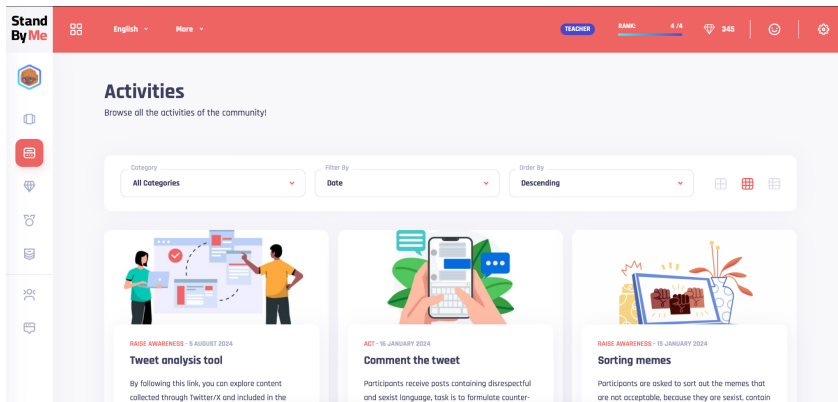 Stand
By Me
English
More
TEACHER
RANK: 4 /4
345
Activities
Browse all the activities of the community!
Category
All Categories
Filter By
Date
Order By
Descending
RAISE AWARENESS - 5 AUGUST 2024
Tweet analysis tool
By following this link, you can explore content
collected through Twitter/X and included in the
ACT - 16 JANUARY 2024
Comment the tweet
Participants receive posts containing disrespectful
and sexist language, task is to formulate counter-
RAISE AWARENESS - 15 JANUARY 2024
Sorting memes
Participants are asked to sort out the memes that
are not acceptable, because they are sexist, contain